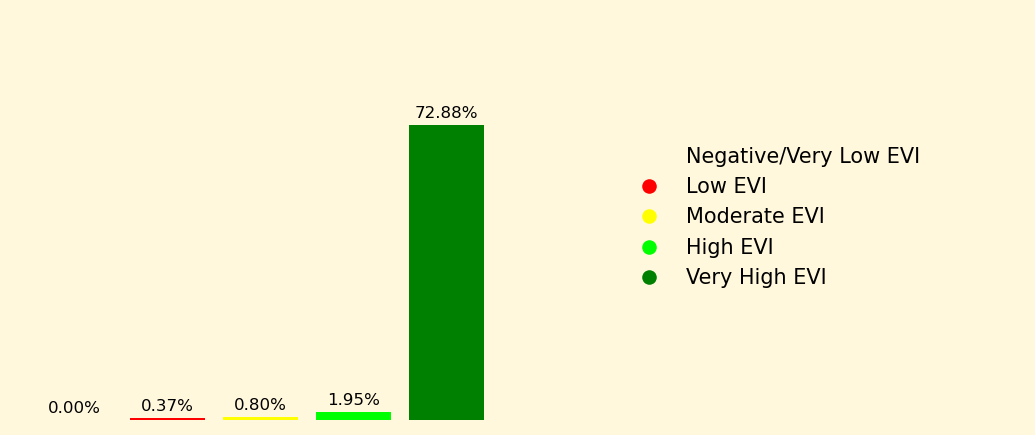 72.88%
0.00%
0.37%
0.80%
1.95%
Negative/Very Low EVI
Low EVI
Moderate EVI
High EVI
Very High EVI